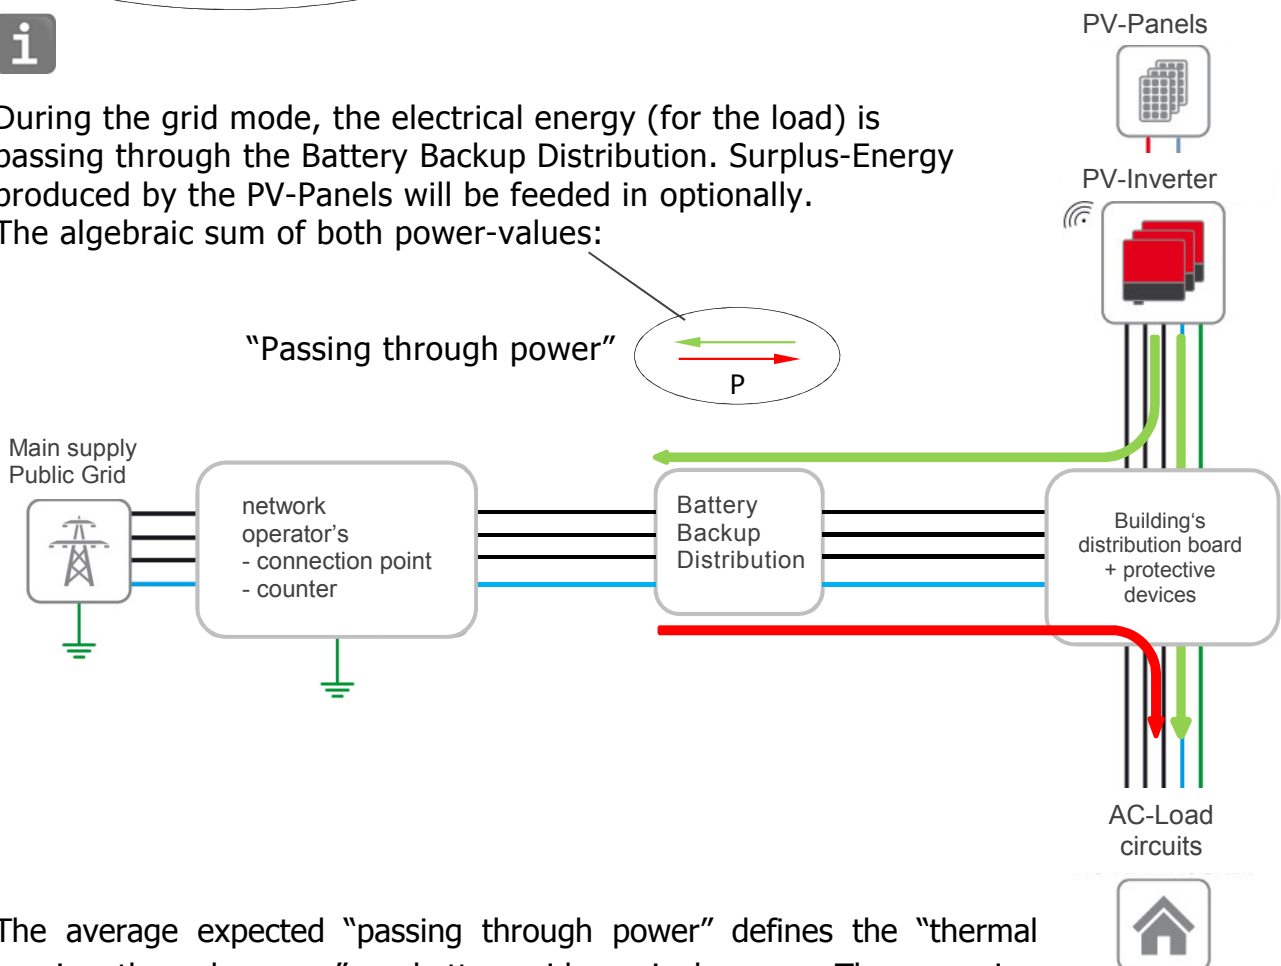 PV-Panels
During the grid mode, the electrical energy (for the load) is
passing through the Battery Backup Distribution. Surplus-Energy
produced by the PV-Panels will be feeded in optionally.
The algebraic sum of both power-values:
PV-Inverter
“Passing through power”
P
Main supply
Public Grid
network
operator’s
- connection point
- counter
Battery
Backup
Distribution
Building‘s
distribution board
+ protective
devices
AC-Load
circuits
The average expected “passing through power” defines the “thermal